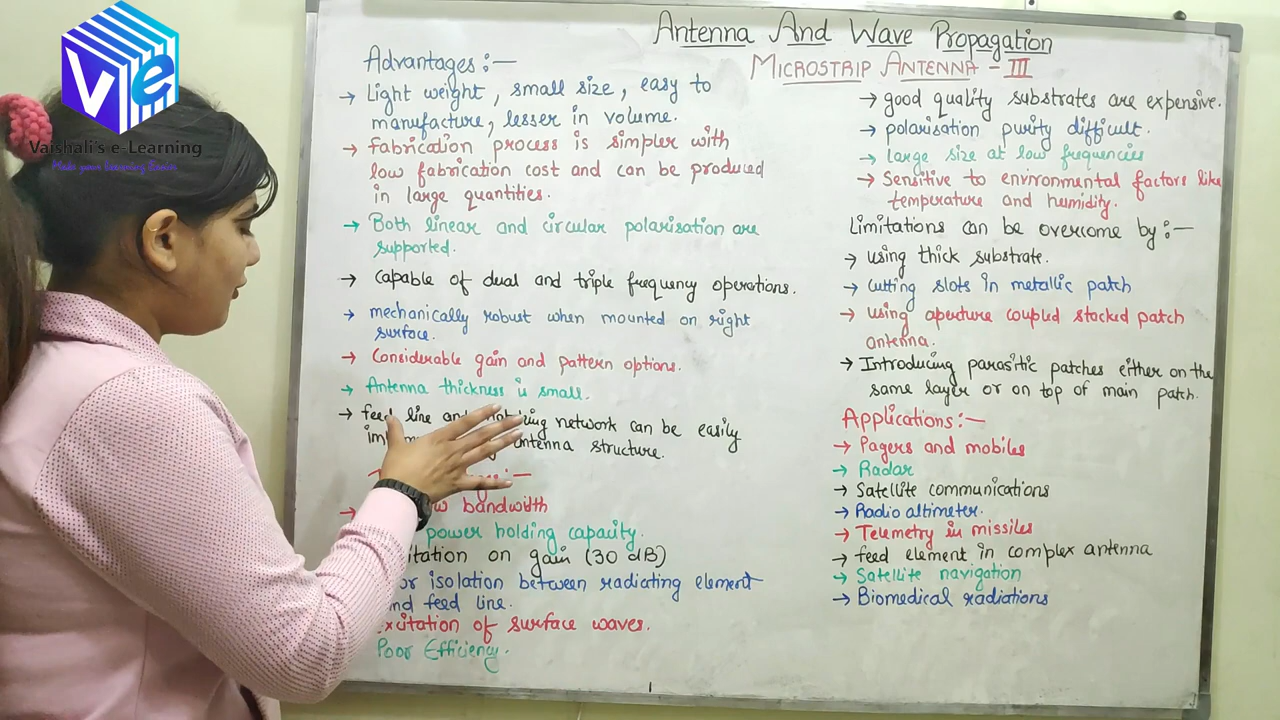 Ve
Vaishali's e-Learning
Make your Learning Easier
Antenna And Wave Propagation
MICROSTRIP ANTENNA - III
Advantages :-
→ Light weight, small size, easy to
manufacture, lesser in volume.
→ fabrication process is simpler with
low fabrication cost and can be produced
in large quantities.
→ Both linear and circular polarisation are
supported.
→ capable of dual and triple frequency operations.
→ mechanically robust when mounted on right
surface.
→ Considerable gain and pattern options.
→ Antenna thickness is small.
→ feed line and network can be easily
antenna structure.
:-
→ bandwidth
power holding capacity.
on gain (30 dB)
isolation between radiating element
feed line.
of surface waves.
Poor Efficiency.
→ good quality substrates are expensive.
→ polarisation purity difficult.
→ large size at low frequencies
→ Sensitive to environmental factors like
temperature and humidity.
Limitations can be overcome by :-
→ using thick substrate.
→ Cutting slots in metallic patch
→ using aperture coupled stacked patch
antenna.
→ Introducing parasitic patches either on the
same layer or on top of main patch.
Applications :-
→ Pagers and mobiles
→ Radar
→ Satellite communications
→ Radio altimeter.
→ Telemetry in missiles
→ feed element in complex antenna
→ Satellite navigation
→ Biomedical radiations